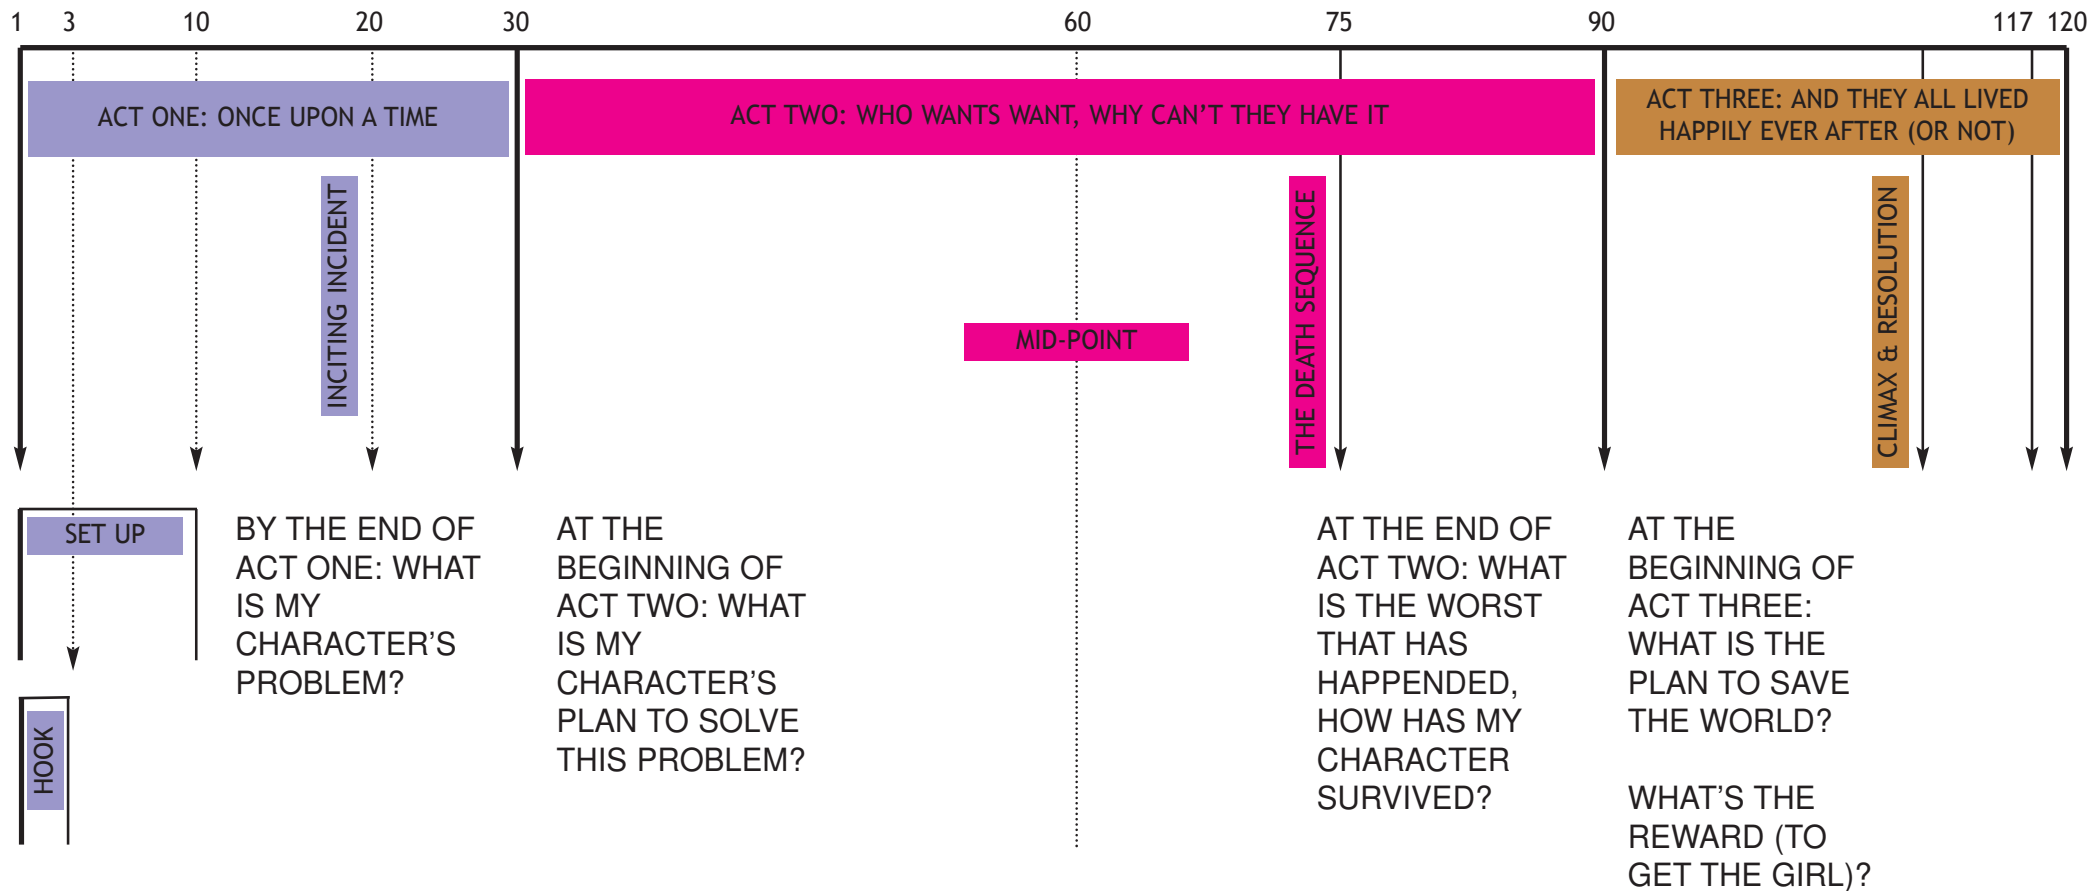 1 3 10 20 30 60 75 90 117 120
ACT ONE: ONCE UPON A TIME
ACT TWO: WHO WANTS WANT, WHY CAN'T THEY HAVE IT
ACT THREE: AND THEY ALL LIVED
HAPPILY EVER AFTER (OR NOT)
INCITING INCIDENT
MID-POINT
THE DEATH SEQUENCE
CLIMAX & RESOLUTION
SET UP
HOOK
BY THE END OF
ACT ONE: WHAT
IS MY
CHARACTER'S
PROBLEM?
AT THE
BEGINNING OF
ACT TWO: WHAT
IS MY
CHARACTER'S
PLAN TO SOLVE
THIS PROBLEM?
AT THE END OF
ACT TWO: WHAT
IS THE WORST
THAT HAS
HAPPENDED,
HOW HAS MY
CHARACTER
SURVIVED?
AT THE
BEGINNING OF
ACT THREE:
WHAT IS THE
PLAN TO SAVE
THE WORLD?
WHAT'S THE
REWARD (TO
GET THE GIRL)?